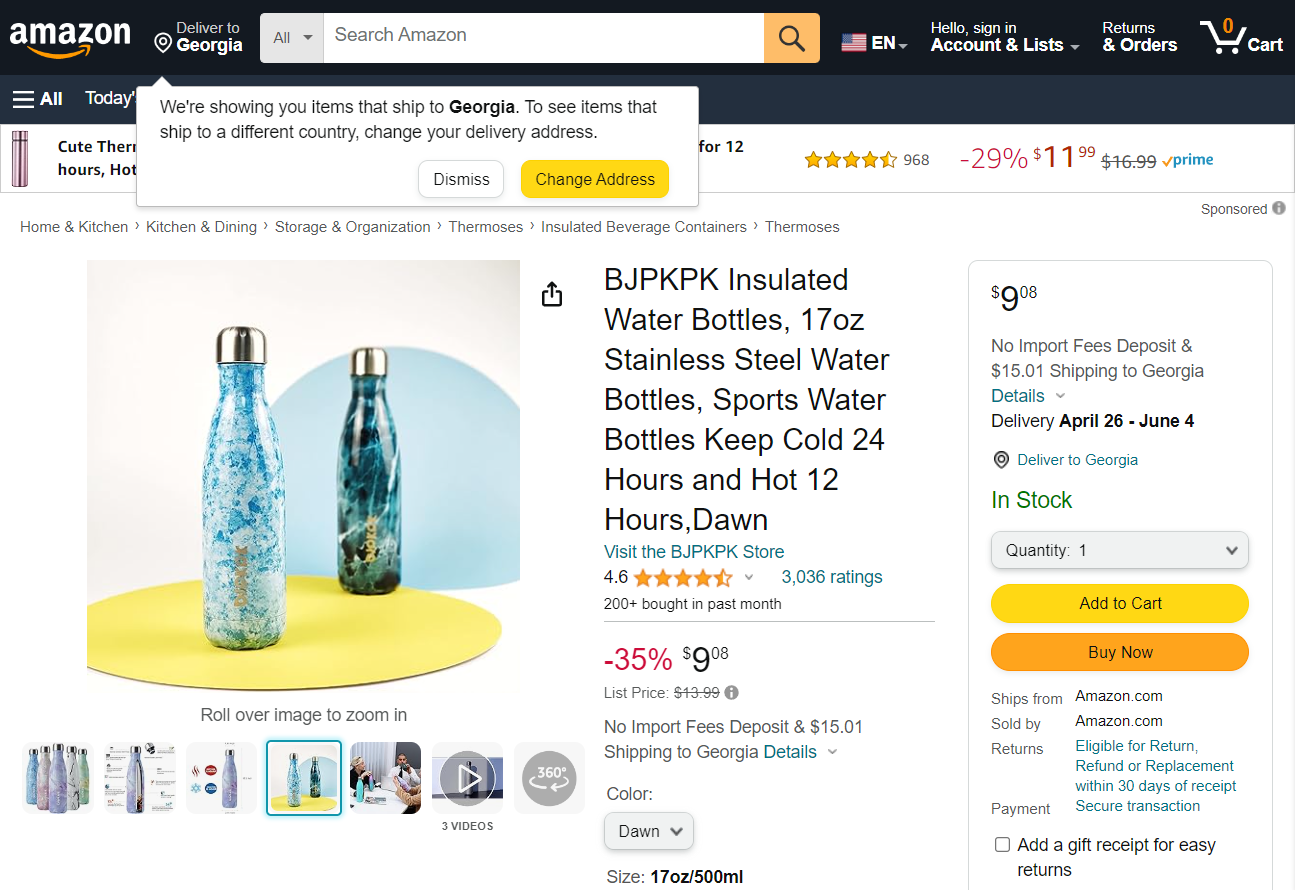 amazon
Deliver to
Georgia
All
Search Amazon
EN
Hello, sign in
Account & Lists
Returns
& Orders
0
Cart
All
Today's
We're showing you items that ship to Georgia. To see items that
ship to a different country, change your delivery address.
Dismiss
Change Address
Cute Ther
for 12
hours, Hot
968
-29% $11 99 $16.99 prime
Sponsored
Home & Kitchen › Kitchen & Dining › Storage & Organization › Thermoses › Insulated Beverage Containers › Thermoses
BJPKPK
BJPKPK
Roll over image to zoom in
360°
3 VIDEOS
BJPKPK Insulated
Water Bottles, 17oz
Stainless Steel Water
Bottles, Sports Water
Bottles Keep Cold 24
Hours and Hot 12
Hours,Dawn
Visit the BJPKPK Store
4.6
3,036 ratings
200+ bought in past month
-35% $9 08
List Price: $13.99
No Import Fees Deposit & $15.01
Shipping to Georgia Details
Color:
Dawn
Size: 17oz/500ml
$9 08
No Import Fees Deposit &
$15.01 Shipping to Georgia
Details
Delivery April 26 - June 4
Deliver to Georgia
In Stock
Quantity: 1
Add to Cart
Buy Now
Ships from Amazon.com
Sold by Amazon.com
Returns Eligible for Return,
Refund or Replacement
within 30 days of receipt
Payment Secure transaction
Add a gift receipt for easy
returns